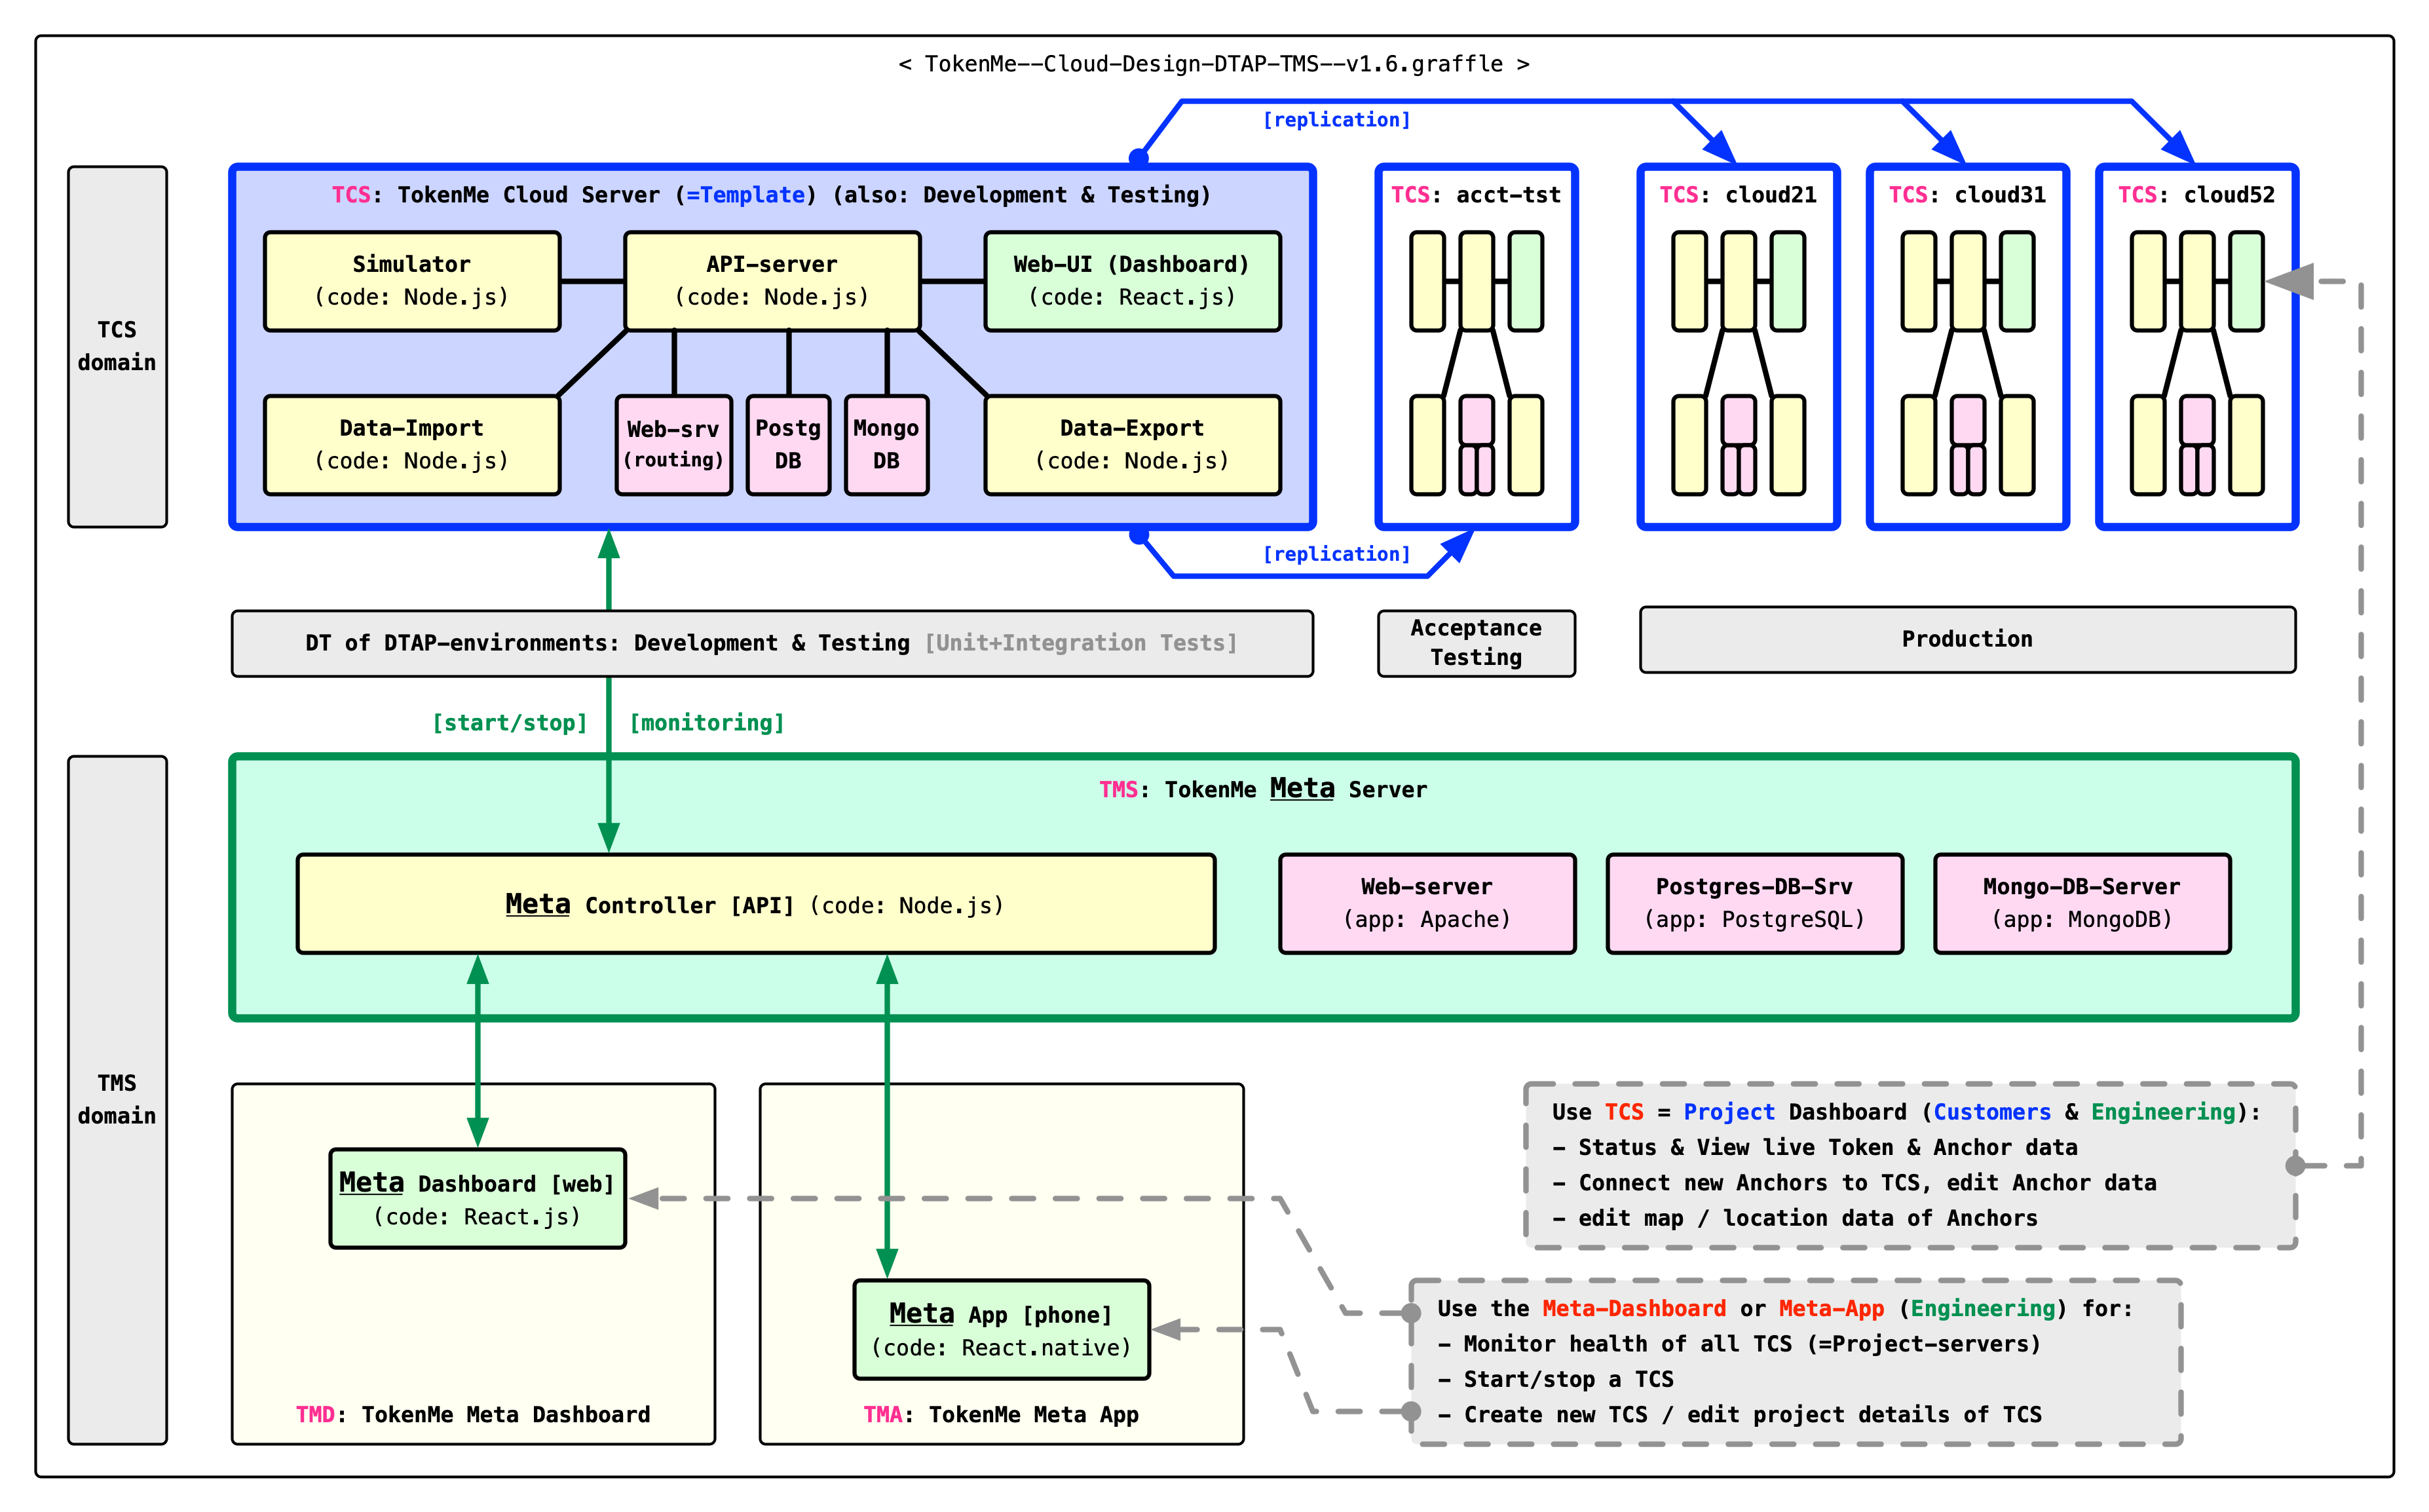 < TokenMe--Cloud-Design-DTAP-TMS--v1.6.graffle >
[replication]
TCS
domain
TCS: TokenMe Cloud Server (=Template) (also: Development & Testing)
Simulator
(code: Node.js)
API-server
(code: Node.js)
Web-UI (Dashboard)
(code: React.js)
Data-Import
(code: Node.js)
Web-srv
(routing)
Postg
DB
Mongo
DB
Data-Export
(code: Node.js)
TCS: acct-tst
TCS: cloud21
TCS: cloud31
TCS: cloud52
[replication]
DT of DTAP-environments: Development & Testing [Unit+Integration Tests]
Acceptance
Testing
Production
[start/stop]
[monitoring]
TMS
domain
TMS: TokenMe Meta Server
Meta Controller [API] (code: Node.js)
Web-server
(app: Apache)
Postgres-DB-Srv
(app: PostgreSQL)
Mongo-DB-Server
(app: MongoDB)
Meta Dashboard [web]
(code: React.js)
TMD: TokenMe Meta Dashboard
Meta App [phone]
(code: React.native)
TMA: TokenMe Meta App
Use TCS = Project Dashboard (Customers & Engineering):
- Status & View live Token & Anchor data
- Connect new Anchors to TCS, edit Anchor data
- edit map / location data of Anchors
Use the Meta-Dashboard or Meta-App (Engineering) for:
- Monitor health of all TCS (=Project-servers)
- Start/stop a TCS
- Create new TCS / edit project details of TCS